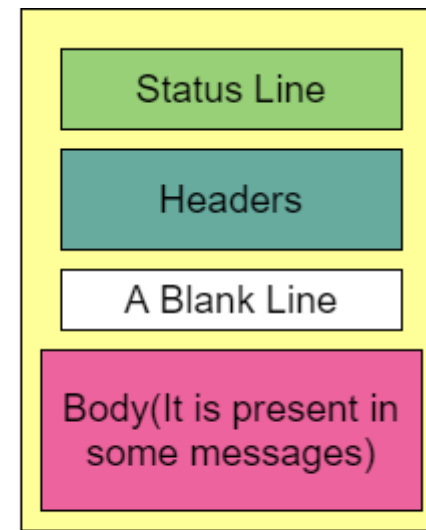 Status Line
Headers
A Blank Line
Body(It is present in
some messages)